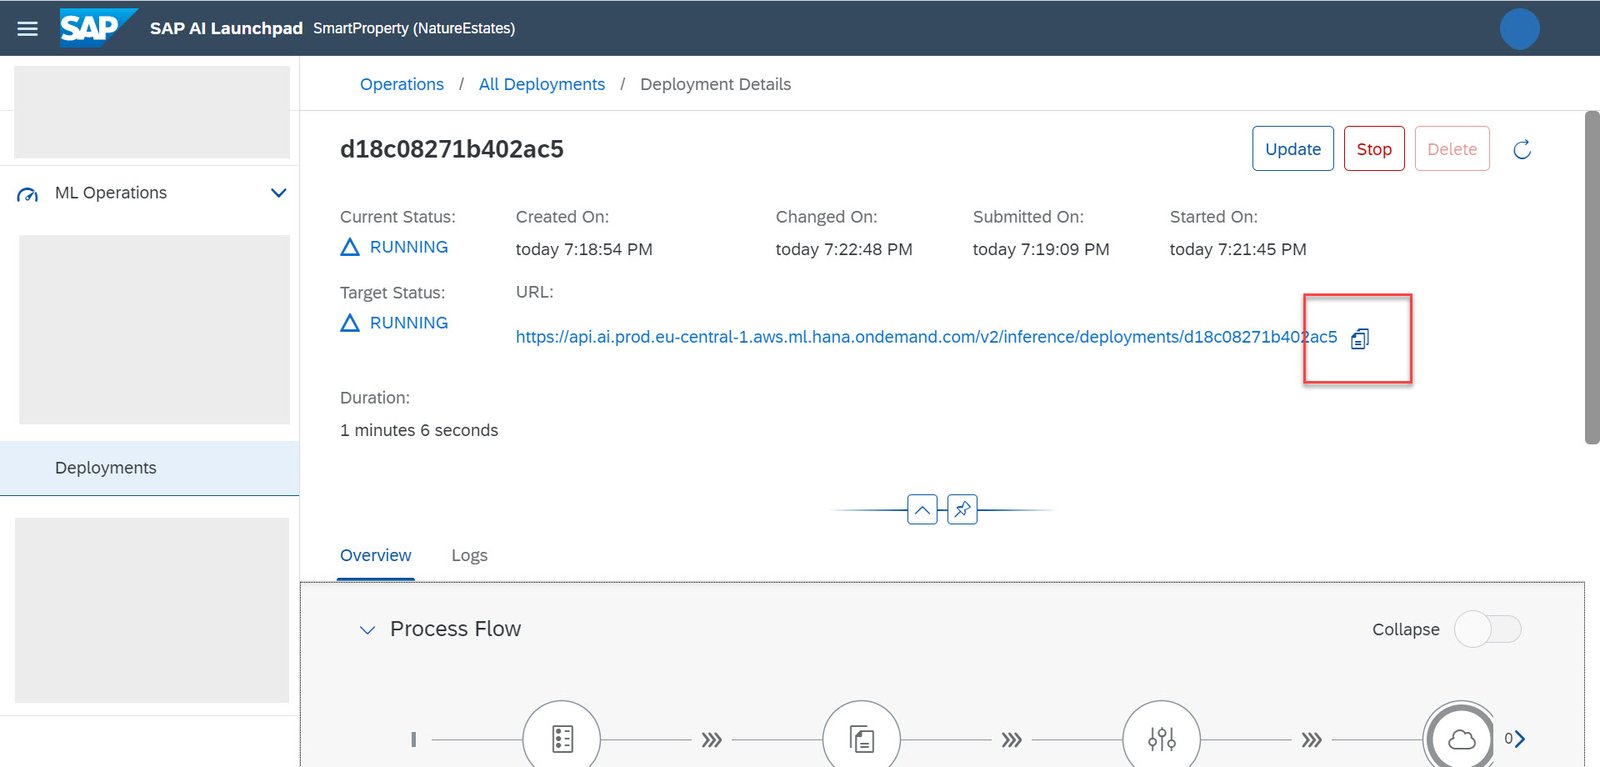 SAP SAP AI Launchpad SmartProperty (NatureEstates)
Operations / All Deployments / Deployment Details
d18c08271b402ac5
Update Stop Delete
ML Operations
Current Status: Created On: Changed On: Submitted On: Started On:
RUNNING today 7:18:54 PM today 7:22:48 PM today 7:19:09 PM today 7:21:45 PM
Target Status: URL:
RUNNING
https://api.ai.prod.eu-central-1.aws.ml.hana.ondemand.com/v2/inference/deployments/d18c08271b402ac5
Duration:
1 minutes 6 seconds
Deployments
Overview Logs
Process Flow
Collapse
0